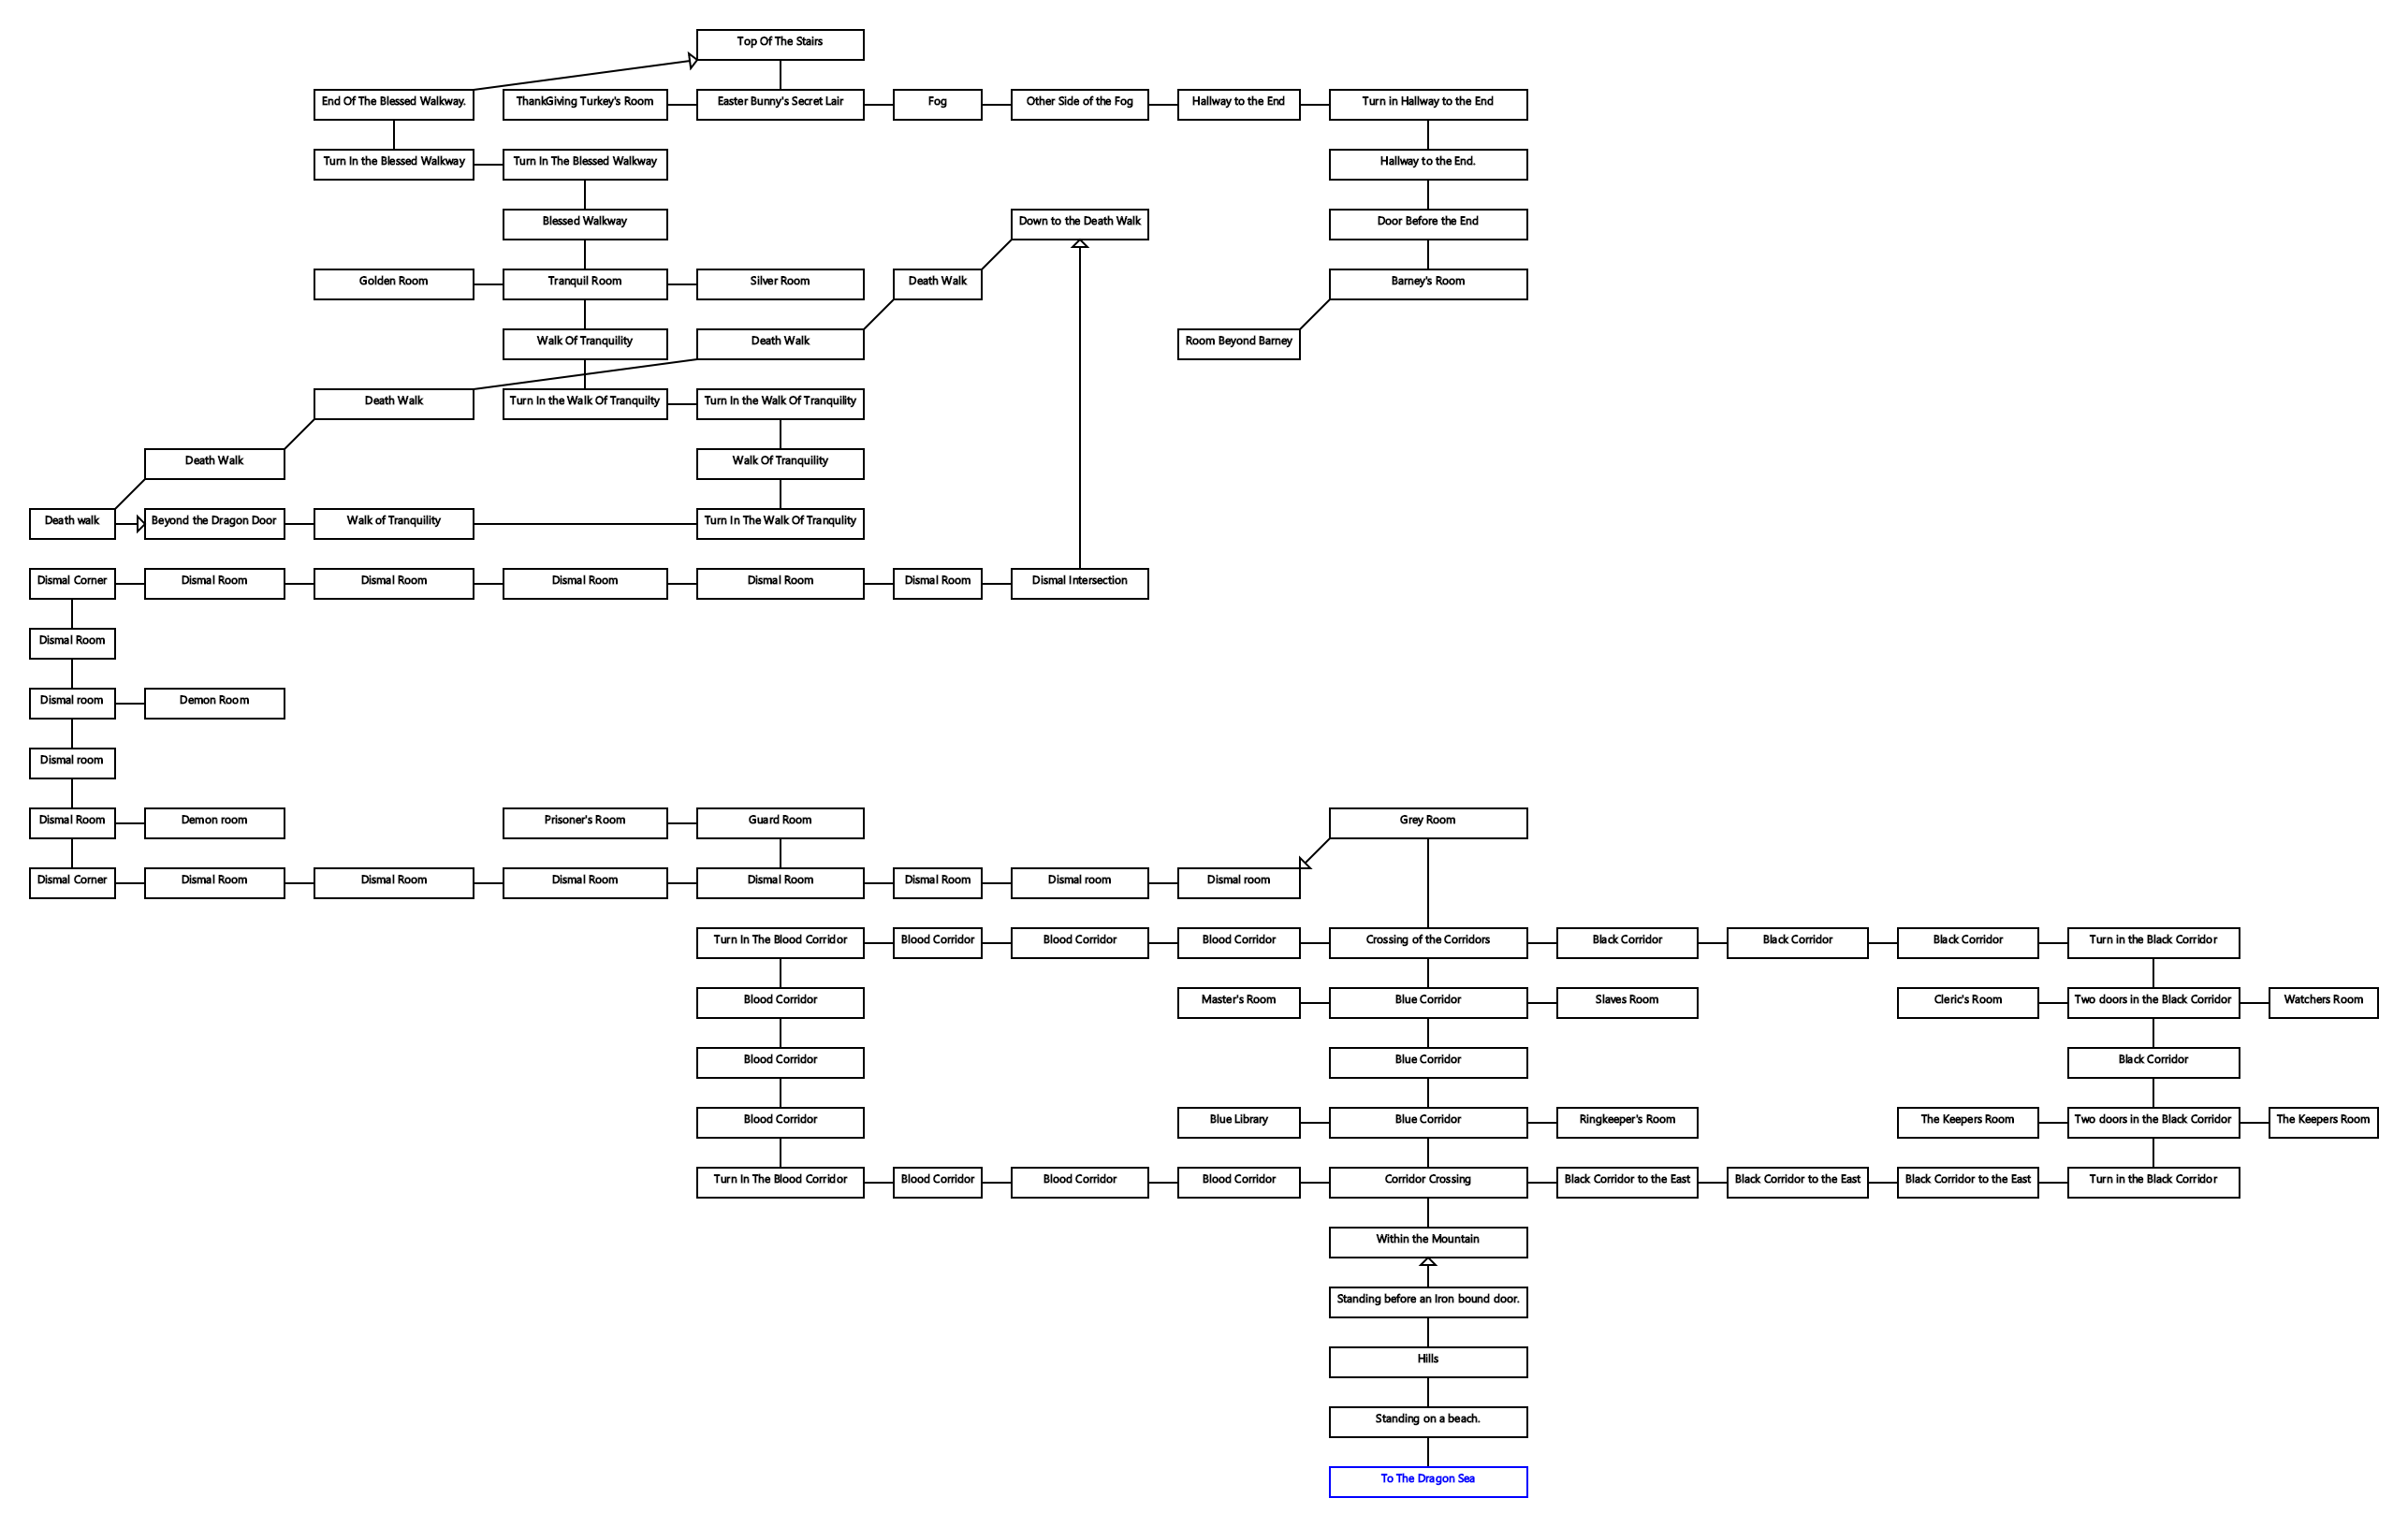 Top Of The Stairs
End Of The Blessed Walkway.
ThankGiving Turkey's Room
Easter Bunny's Secret Lair
Fog
Other Side of the Fog
Hallway to the End
Turn in Hallway to the End
Turn In the Blessed Walkway
Turn In The Blessed Walkway
Hallway to the End.
Blessed Walkway
Down to the Death Walk
Door Before the End
Golden Room
Tranquil Room
Silver Room
Death Walk
Barney's Room
Walk Of Tranquility
Death Walk
Room Beyond Barney
Death Walk
Turn In the Walk Of Tranquilty
Turn In the Walk Of Tranquility
Death Walk
Walk Of Tranquility
Death walk
Beyond the Dragon Door
Walk of Tranquility
Turn In The Walk Of Tranqulity
Dismal Corner
Dismal Room
Dismal Room
Dismal Room
Dismal Room
Dismal Room
Dismal Intersection
Dismal Room
Dismal room
Demon Room
Dismal room
Dismal Room
Demon room
Prisoner's Room
Guard Room
Grey Room
Dismal Corner
Dismal Room
Dismal Room
Dismal Room
Dismal Room
Dismal Room
Dismal room
Dismal room
Turn In The Blood Corridor
Blood Corridor
Blood Corridor
Blood Corridor
Crossing of the Corridors
Black Corridor
Black Corridor
Black Corridor
Turn in the Black Corridor
Blood Corridor
Master's Room
Blue Corridor
Slaves Room
Cleric's Room
Two doors in the Black Corridor
Watchers Room
Blood Corridor
Blue Corridor
Black Corridor
Blood Corridor
Blue Library
Blue Corridor
Ringkeeper's Room
The Keepers Room
Two doors in the Black Corridor
The Keepers Room
Turn In The Blood Corridor
Blood Corridor
Blood Corridor
Blood Corridor
Corridor Crossing
Black Corridor to the East
Black Corridor to the East
Black Corridor to the East
Turn in the Black Corridor
Within the Mountain
Standing before an Iron bound door.
Hills
Standing on a beach.
To The Dragon Sea